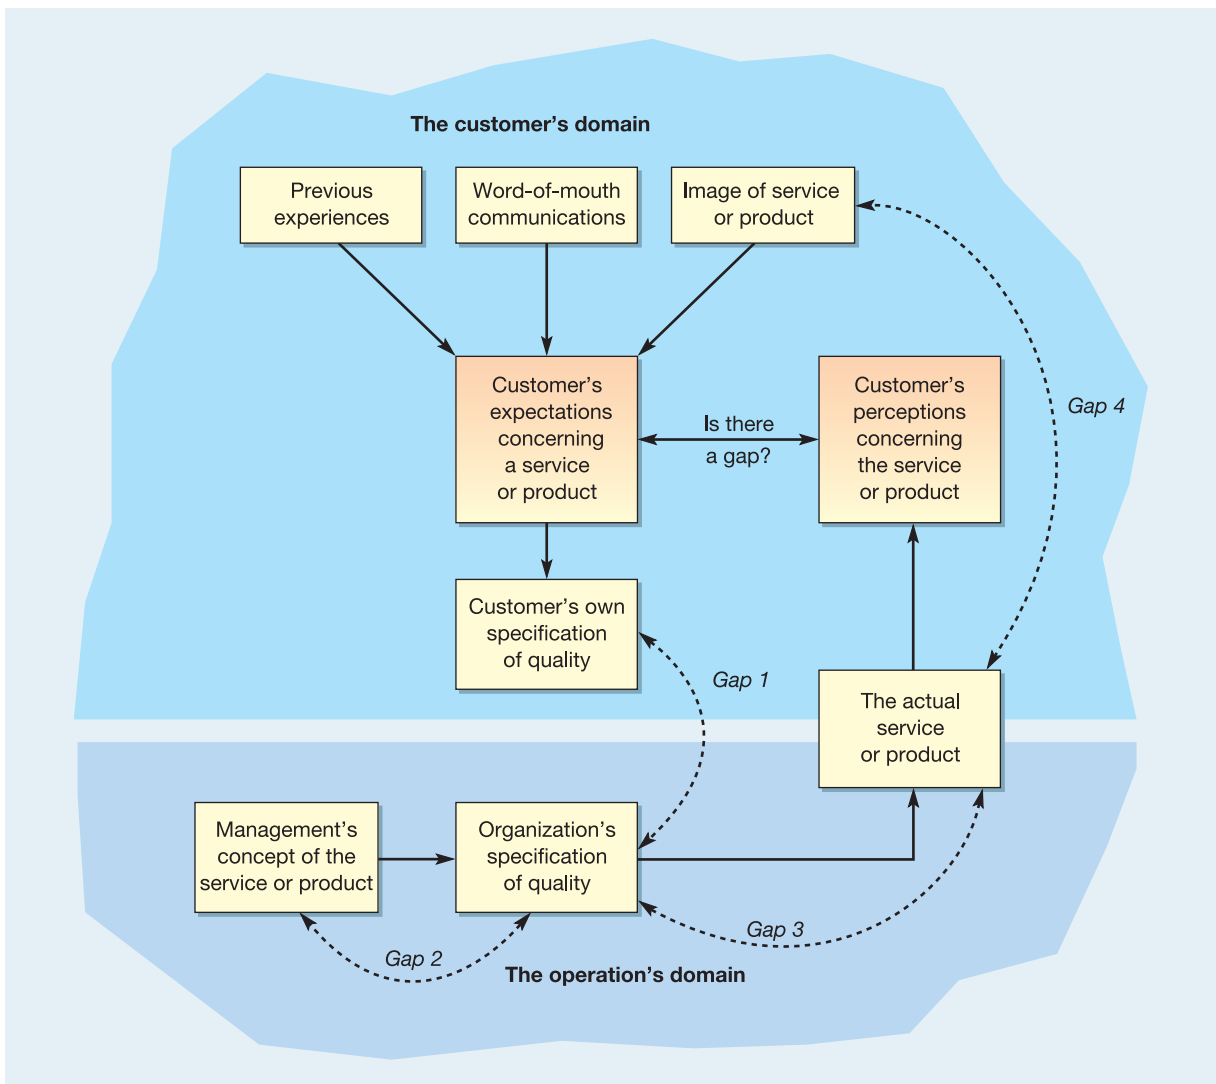 The customer's domain
Previous
experiences
Word-of-mouth
communications
Image of service
or product
Customer's
expectations
concerning
a service
or product
Is there
a gap?
Customer's
perceptions
concerning
the service
or product
Gap 4
Customer's own
specification
of quality
Gap 1
The actual
service
or product
Management's
concept of the
service or product
Organization's
specification
of quality
Gap 2
Gap 3
The operation's domain